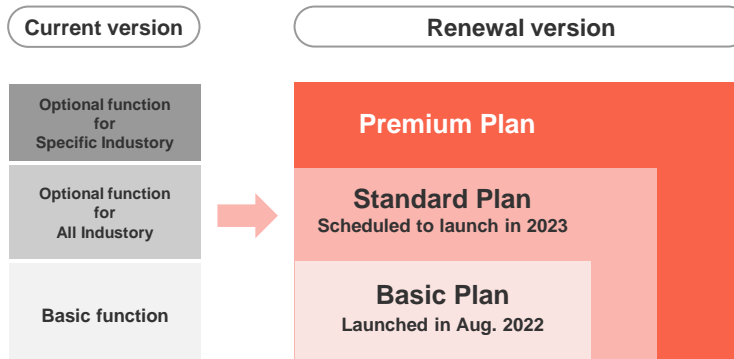 Current version
Renewal version
Optional function
for
Specific Industory
Premium Plan
Optional function
for
All Industory
Standard Plan
Scheduled to launch in 2023
Basic function
Basic Plan
Launched in Aug. 2022